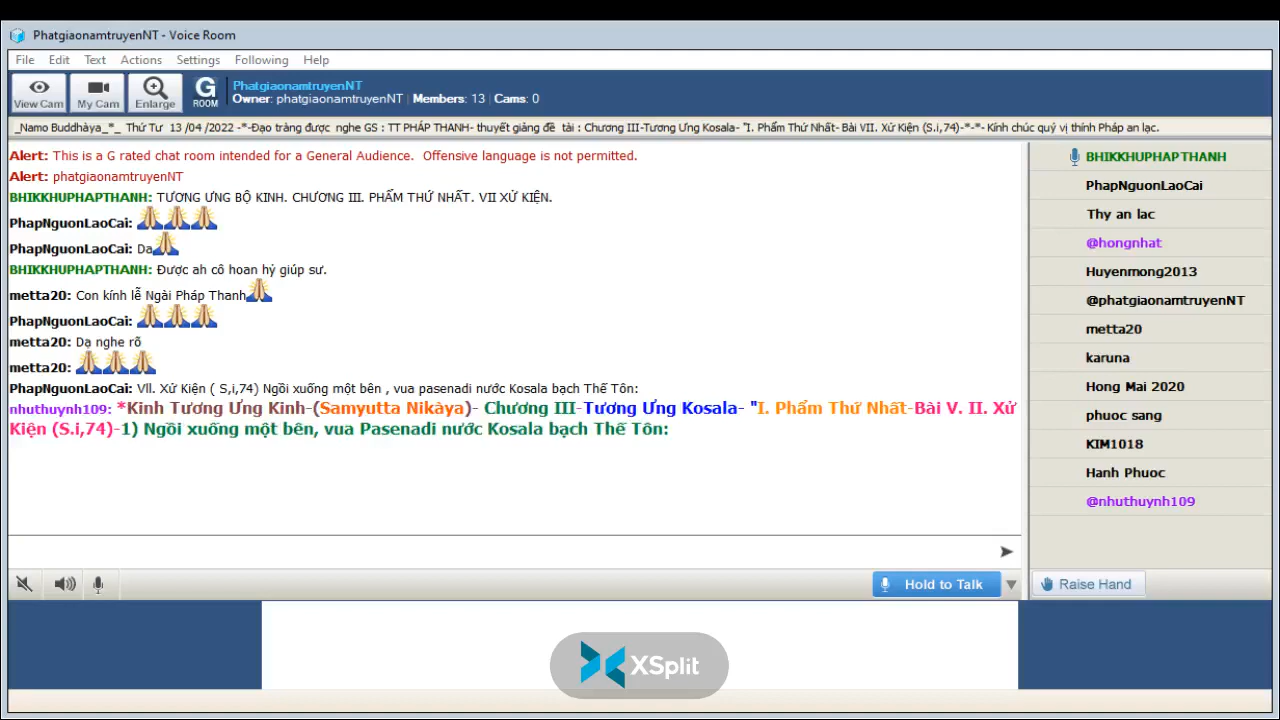 PhatgiaonamtruyenNT - Voice Room
File Edit Text Actions Settings Following Help
View Cam My Cam Enlarge G ROOM
PhatgiaonamtruyenNT
Owner: phatgiaonamtruyenNT Members: 13 Cams: 0
_Namo Buddhàya_*_ Thứ Tư 13 /04 /2022 -*-Đạo tràng được nghe GS : TT PHÁP THANH- thuyết giảng đề tài : Chương III-Tương Ưng Kosala- "I. Phẩm Thứ Nhất- Bài VII. Xử Kiện (S.i,74)-*-*- Kính chúc quý vị thính Pháp an lạc.
Alert: This is a G rated chat room intended for a General Audience. Offensive language is not permitted.
Alert: phatgiaonamtruyenNT
BHIKKHUPHAPTHANH: TƯƠNG ƯNG BỘ KINH. CHƯƠNG III. PHẨM THỨ NHẤT. VII XỬ KIỆN.
PhapNguonLaoCai:
PhapNguonLaoCai: Dạ
BHIKKHUPHAPTHANH: Được ah cô hoan hỷ giúp sư.
metta20: Con kính lễ Ngài Pháp Thanh
PhapNguonLaoCai:
metta20: Dạ nghe rõ
metta20:
PhapNguonLaoCai: Vll. Xử Kiện ( S,i,74) Ngồi xuống một bên , vua pasenadi nước Kosala bạch Thế Tôn:
nhuthuynh109: *Kinh Tương Ưng Kinh-(Samyutta Nikàya)- Chương III-Tương Ưng Kosala- "I. Phẩm Thứ Nhất-Bài V. II. Xử
Kiện (S.i,74)-1) Ngồi xuống một bên, vua Pasenadi nước Kosala bạch Thế Tôn:
BHIKKHUPHAPTHANH
PhapNguonLaoCai
Thy an lac
@hongnhat
Huyenmong2013
@phatgiaonamtruyenNT
metta20
karuna
Hong Mai 2020
phuoc sang
KIM1018
Hanh Phuoc
@nhuthuynh109
Hold to Talk
Raise Hand
XSplit